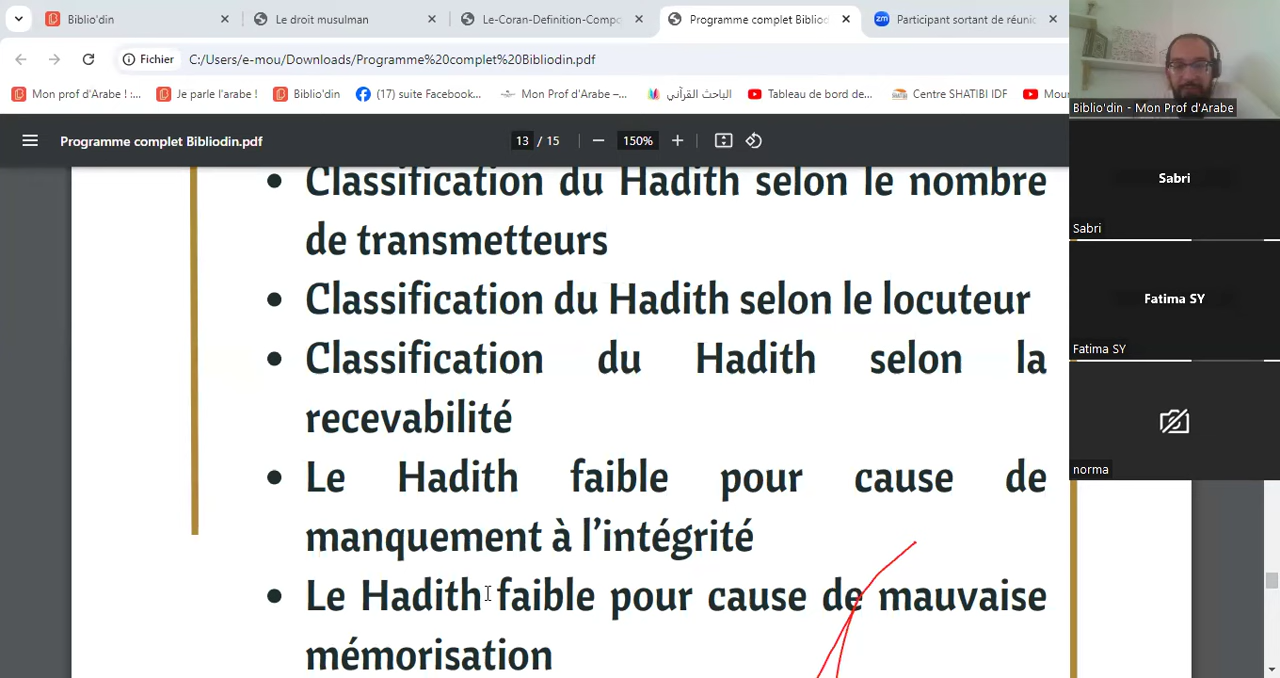 Biblio'din
Le droit musulman
Le-Coran-Definition-Compo
Programme complet Bibliod
Participant sortant de réunio
Fichier
C:/Users/e-mou/Downloads/Programme%20complet%20Bibliodin.pdf
Mon prof d'Arabe ! :...
Je parle l'arabe !
Biblio'din
(17) suite Facebook...
Mon Prof d'Arabe –...
الباحث القرآني
Tableau de bord de...
Centre SHATIBI IDF
Mour
Programme complet Bibliodin.pdf
13 / 15
150%
Classification du Hadith selon le nombre
de transmetteurs
Classification du Hadith selon le locuteur
Classification du Hadith selon la
recevabilité
Le Hadith faible pour cause de
manquement à l'intégrité
Le Hadith faible pour cause de mauvaise
mémorisation
Biblio'din - Mon Prof d'Arabe
Sabri
Sabri
Fatima SY
Fatima SY
norma